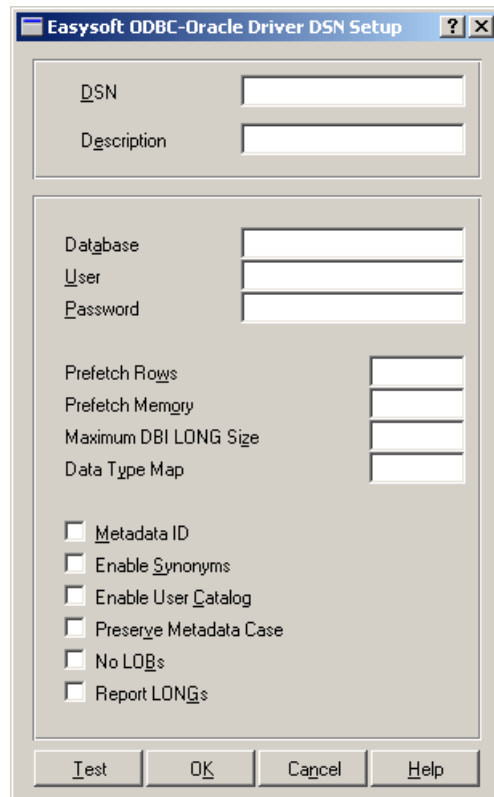 Easysoft ODBC-Oracle Driver DSN Setup
DSN
Description
Database
User
Password
Prefetch Rows
Prefetch Memory
Maximum DBI LONG Size
Data Type Map
Metadata ID
Enable Synonyms
Enable User Catalog
Preserve Metadata Case
No LOBs
Report LONGs
Test OK Cancel Help